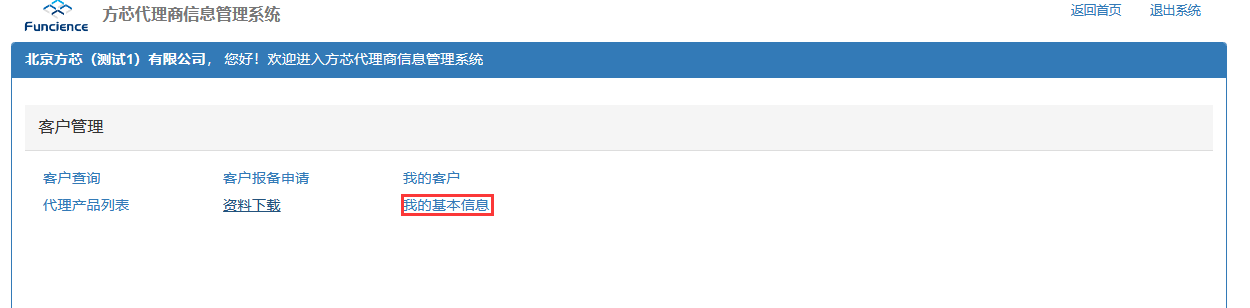 Funcience 方芯代理商信息管理系统 返回首页 退出系统
北京方芯（测试1）有限公司， 您好！欢迎进入方芯代理商信息管理系统
客户管理
客户查询 客户报备申请 我的客户
代理产品列表 资料下载 我的基本信息